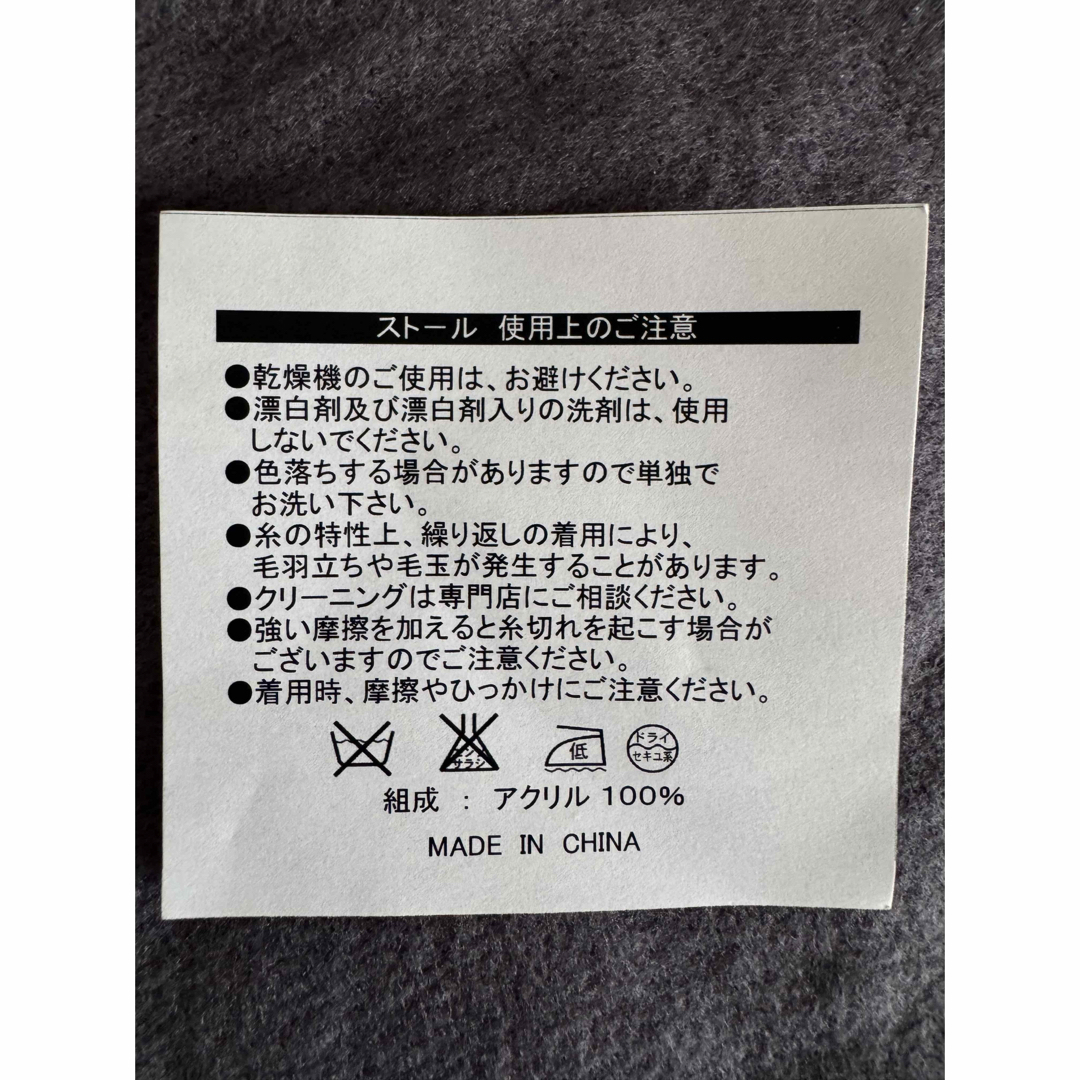 ストール 使用上のご注意
●乾燥機のご使用は、お避けください。
●漂白剤及び漂白剤入りの洗剤は、使用
しないでください。
●色落ちする場合がありますので単独で
お洗い下さい。
●糸の特性上、繰り返しの着用により、
毛羽立ちや毛玉が発生することがあります。
●クリーニングは専門店にご相談ください。
●強い摩擦を加えると糸切れを起こす場合が
ございますのでご注意ください。
●着用時、摩擦やひっかけにご注意ください。
サラシ 低 ドライ
セキユ系
組成 : アクリル 100%
MADE IN CHINA